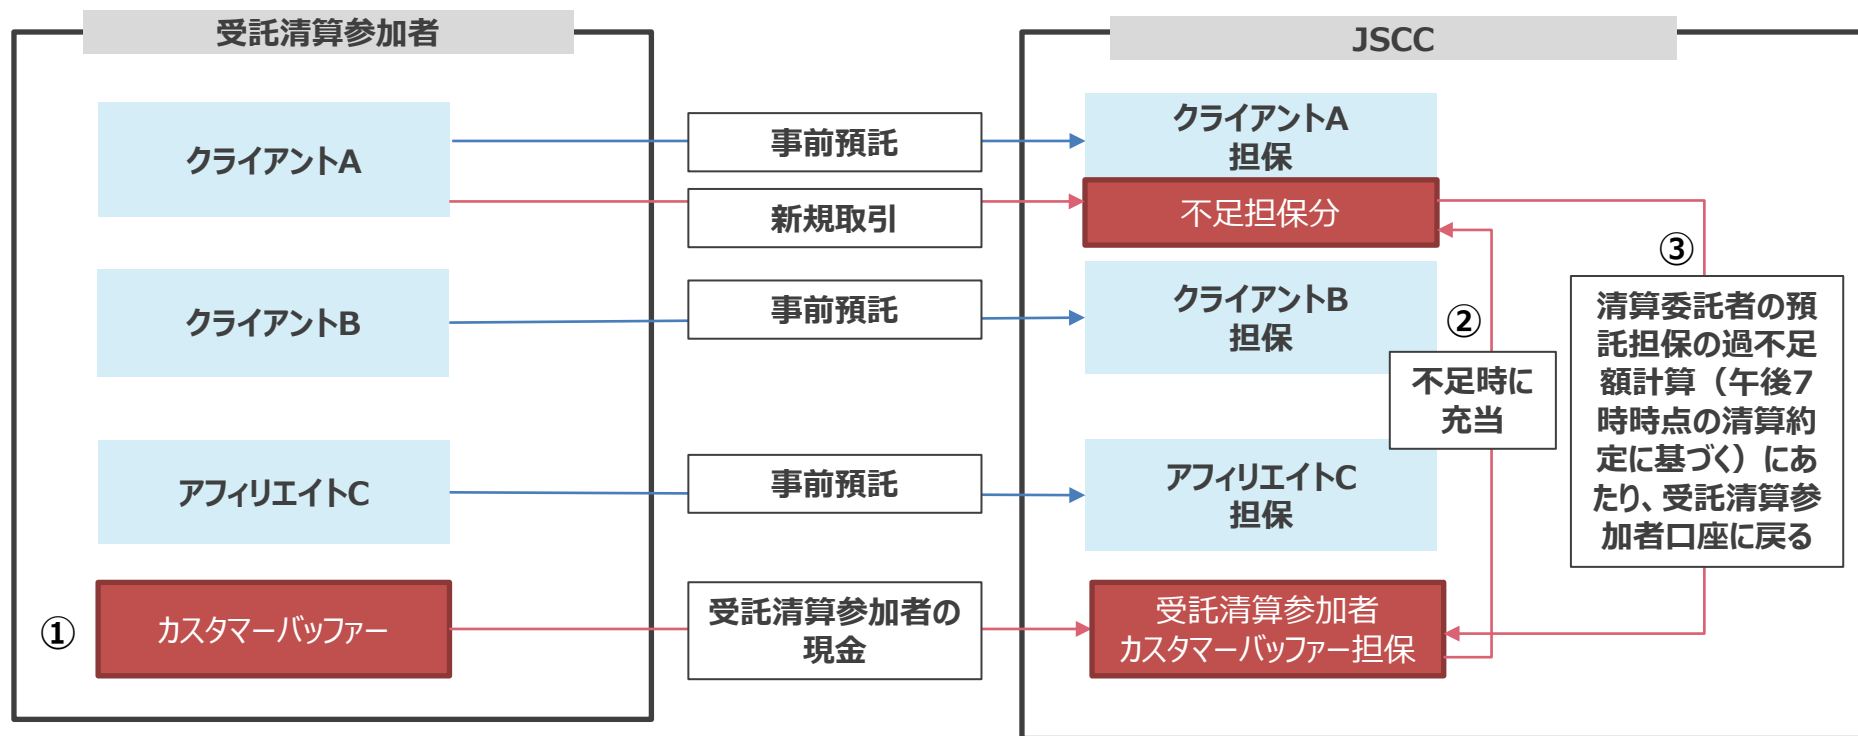 受託清算参加者
JSCC
クライアントA
事前預託
クライアントA
担保
新規取引
不足担保分
クライアントB
事前預託
クライアントB
担保
アフィリエイトC
事前預託
アフィリエイトC
担保
①
カスタマーバッファー
受託清算参加者の
現金
受託清算参加者
カスタマーバッファー担保
②
不足時に
充当
③
清算委託者の預
託担保の過不足
額計算（午後7
時時点の清算約
定に基づく）にあ
たり、受託清算参
加者口座に戻る